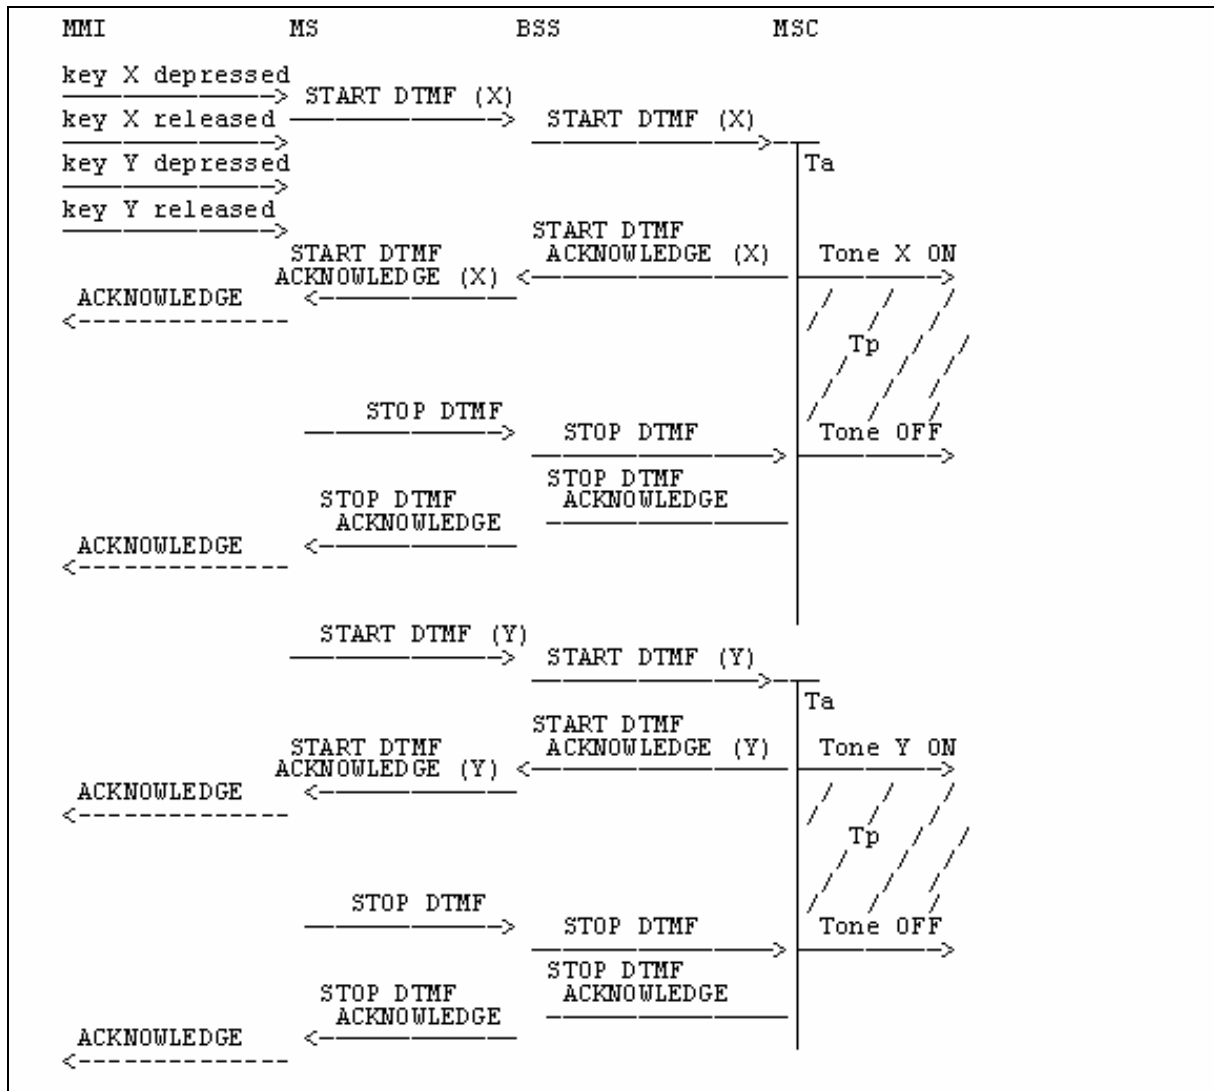 MMI MS BSS MSC
key X depressed
START DTMF (X)
key X released START DTMF (X)
key Y depressed Ta
key Y released
START DTMF
START DTMF ACKNOWLEDGE (X) Tone X ON
ACKNOWLEDGE (X)
ACKNOWLEDGE
Tp
STOP DTMF
STOP DTMF Tone OFF
STOP DTMF
STOP DTMF ACKNOWLEDGE
ACKNOWLEDGE
ACKNOWLEDGE
START DTMF (Y)
START DTMF (Y)
Ta
START DTMF
START DTMF ACKNOWLEDGE (Y) Tone Y ON
ACKNOWLEDGE (Y)
ACKNOWLEDGE
Tp
STOP DTMF
STOP DTMF Tone OFF
STOP DTMF
STOP DTMF ACKNOWLEDGE
ACKNOWLEDGE
ACKNOWLEDGE